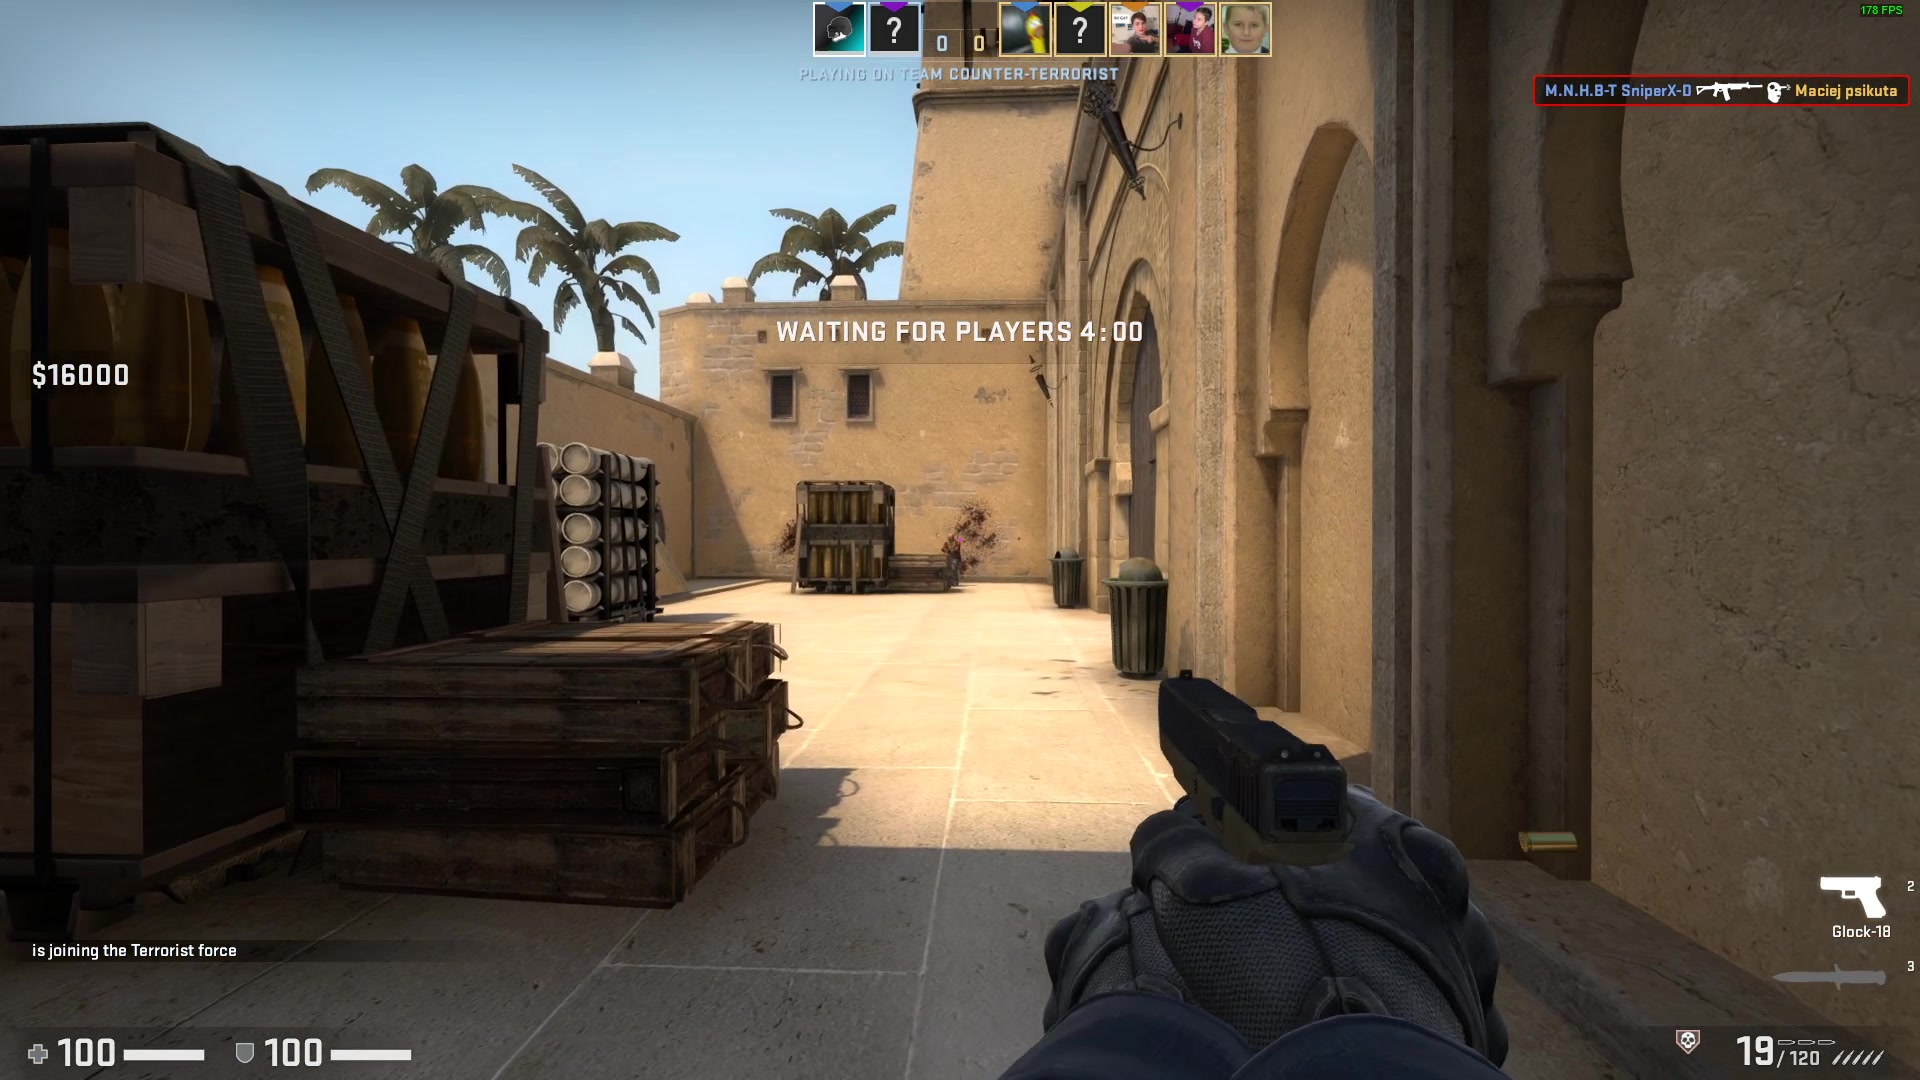 178 FPS
? 0 0 ?
PLAYING ON TEAM COUNTER-TERRORIST
M.N.H.B-T SniperX-D Maciej psikuta
WAITING FOR PLAYERS 4:00
$16000
2
Glock-18
is joining the Terrorist force
3
100 100
19/120